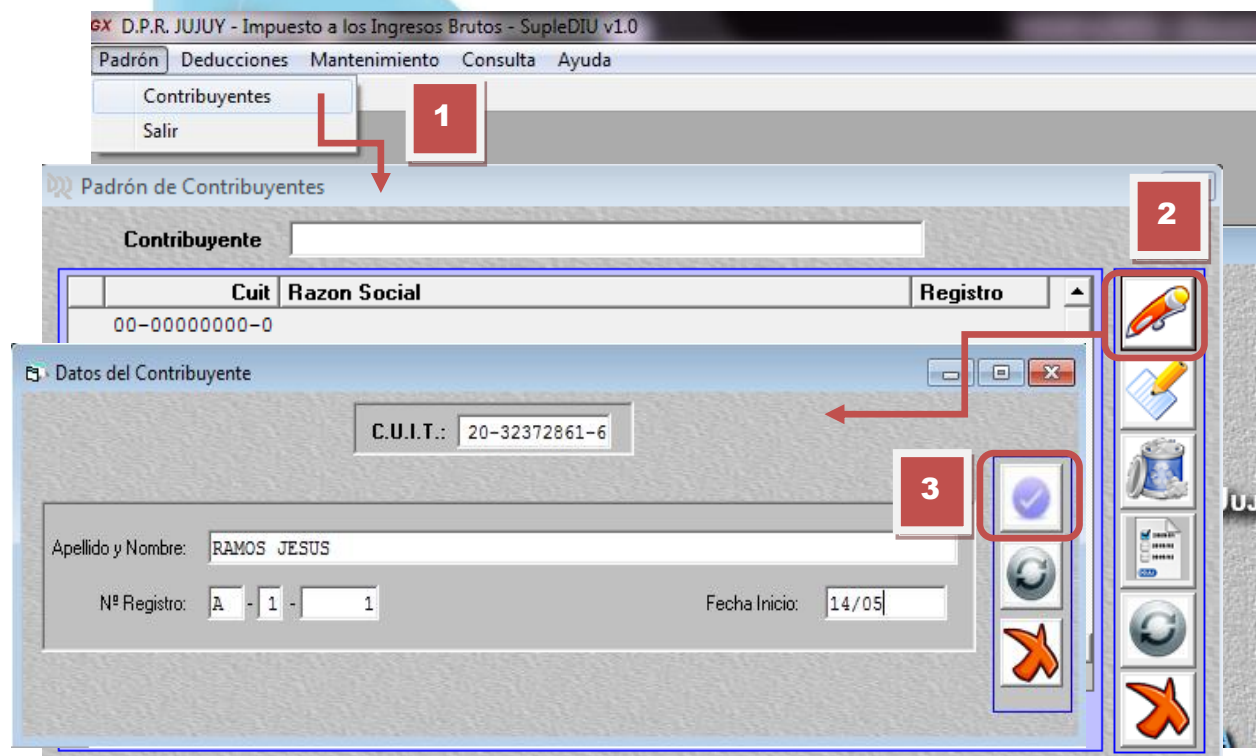 GX D.P.R. JUJUY - Impuesto a los Ingresos Brutos - SupleDIU v1.0
Padrón Deducciones Mantenimiento Consulta Ayuda
Contribuyentes
Salir
1
Padrón de Contribuyentes
2
Contribuyente
Cuit Razon Social Registro
00-00000000-0
Datos del Contribuyente
C.U.I.T.: 20-32372861-6
3
Apellido y Nombre: RAMOS JESUS
Nº Registro: A - 1 - 1 Fecha Inicio: 14/05